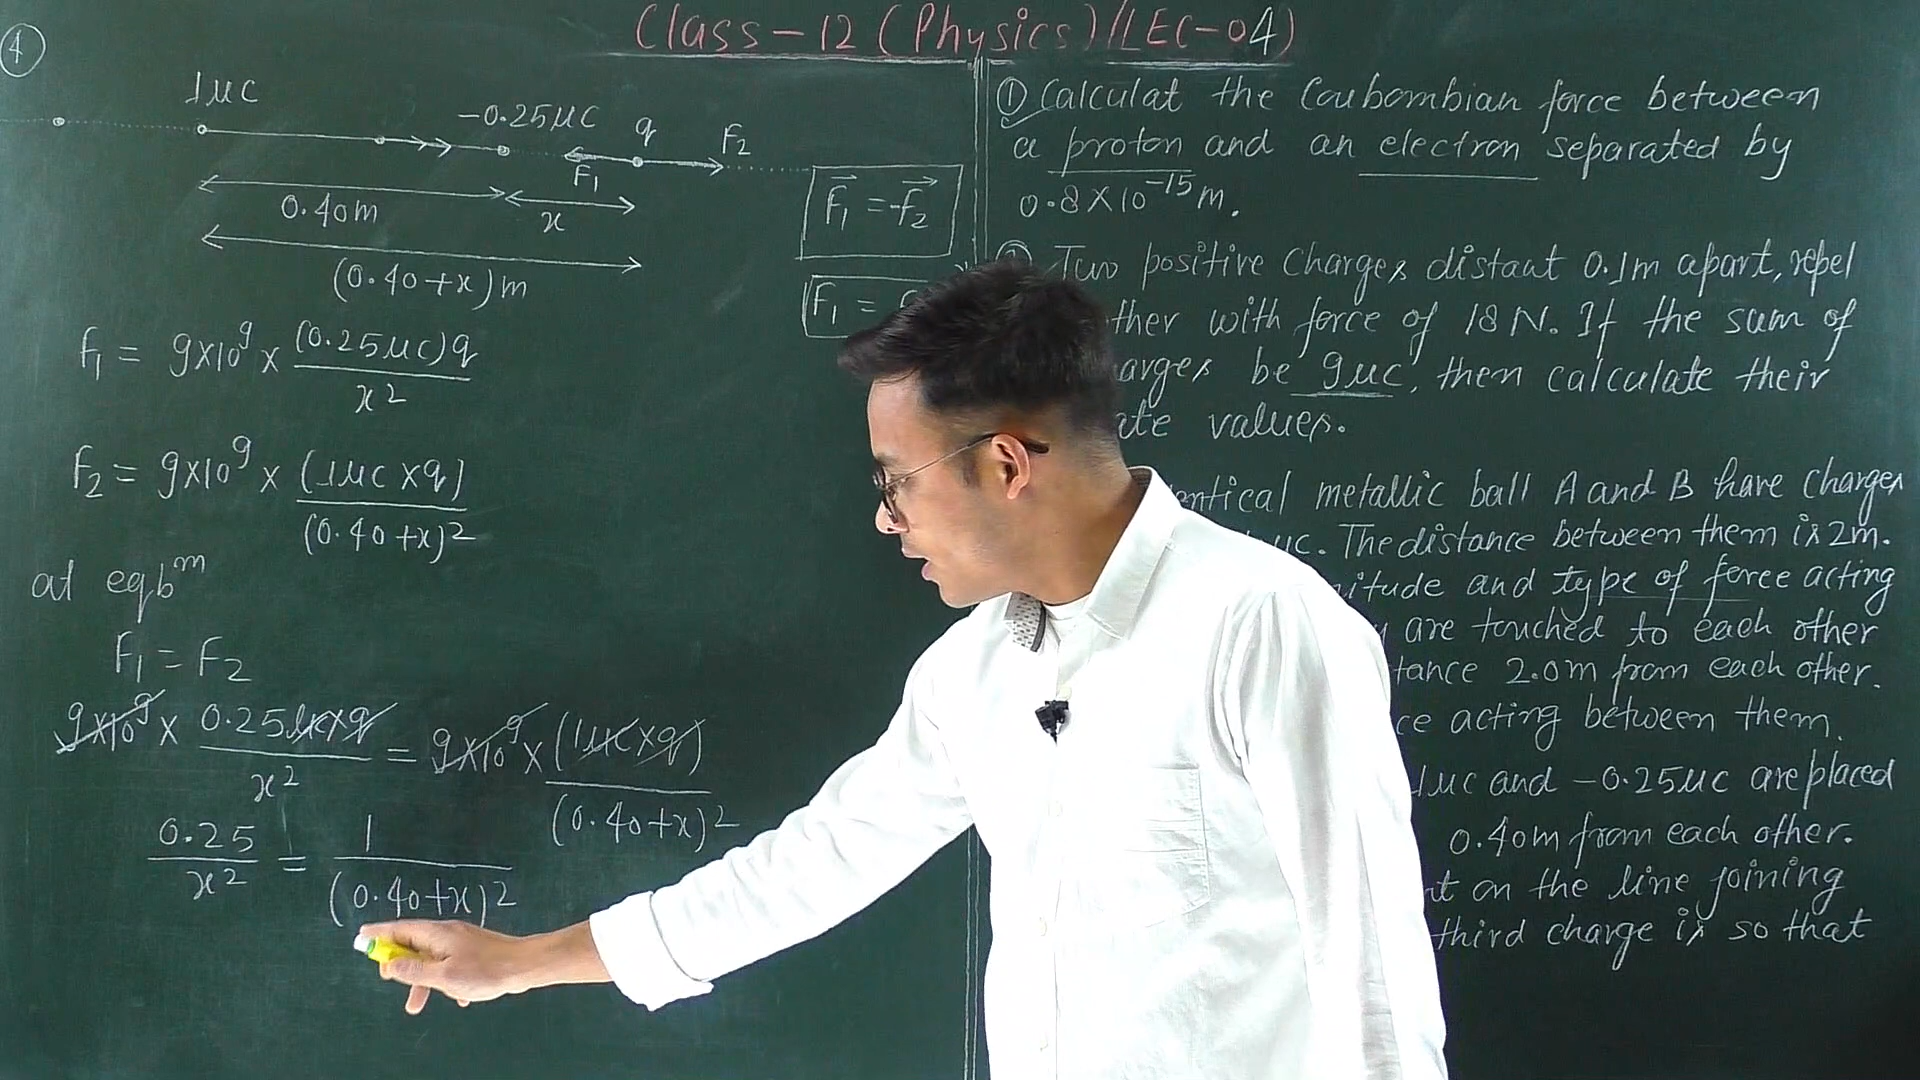 Class-12 (Physics)/LEC-04)
4
1μC
-0.25μC
q
F2
F1
0.40m
x
(0.40+x)m
F1 = -F2
F1 =
F1 = 9×10^9 × (0.25μC)q / x^2
F2 = 9×10^9 × (1μC×q) / (0.40+x)^2
at eqb^m
F1 = F2
9×10^9 × 0.25μC×q / x^2 = 9×10^9 × (1μC×q) / (0.40+x)^2
0.25 / x^2 = 1 / (0.40+x)^2
① Calculat the Coubombian force between
a proton and an electron separated by
0.8×10^-15 m.
Two positive charges distant 0.1m apart, repel
ther with force of 18 N. If the sum of
arges be 9μC, then calculate their
ate values.
entical metallic ball A and B have charges
μC. The distance between them is 2m.
itude and type of force acting
y are touched to each other
tance 2.0m from each other.
ce acting between them.
1μC and -0.25μC are placed
0.40m from each other.
nt on the line joining
third charge is so that